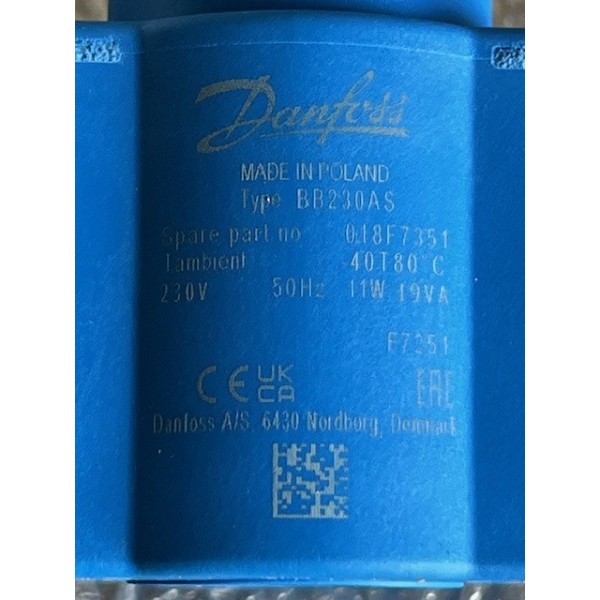 Danfoss
MADE IN POLAND
Type BB230AS
Spare part no 018F7351
Tambient -40T80°C
230V 50Hz 11W 19VA
F7351
CE UK CA EAC
Danfoss A/S, 6430 Nordborg, Denmark